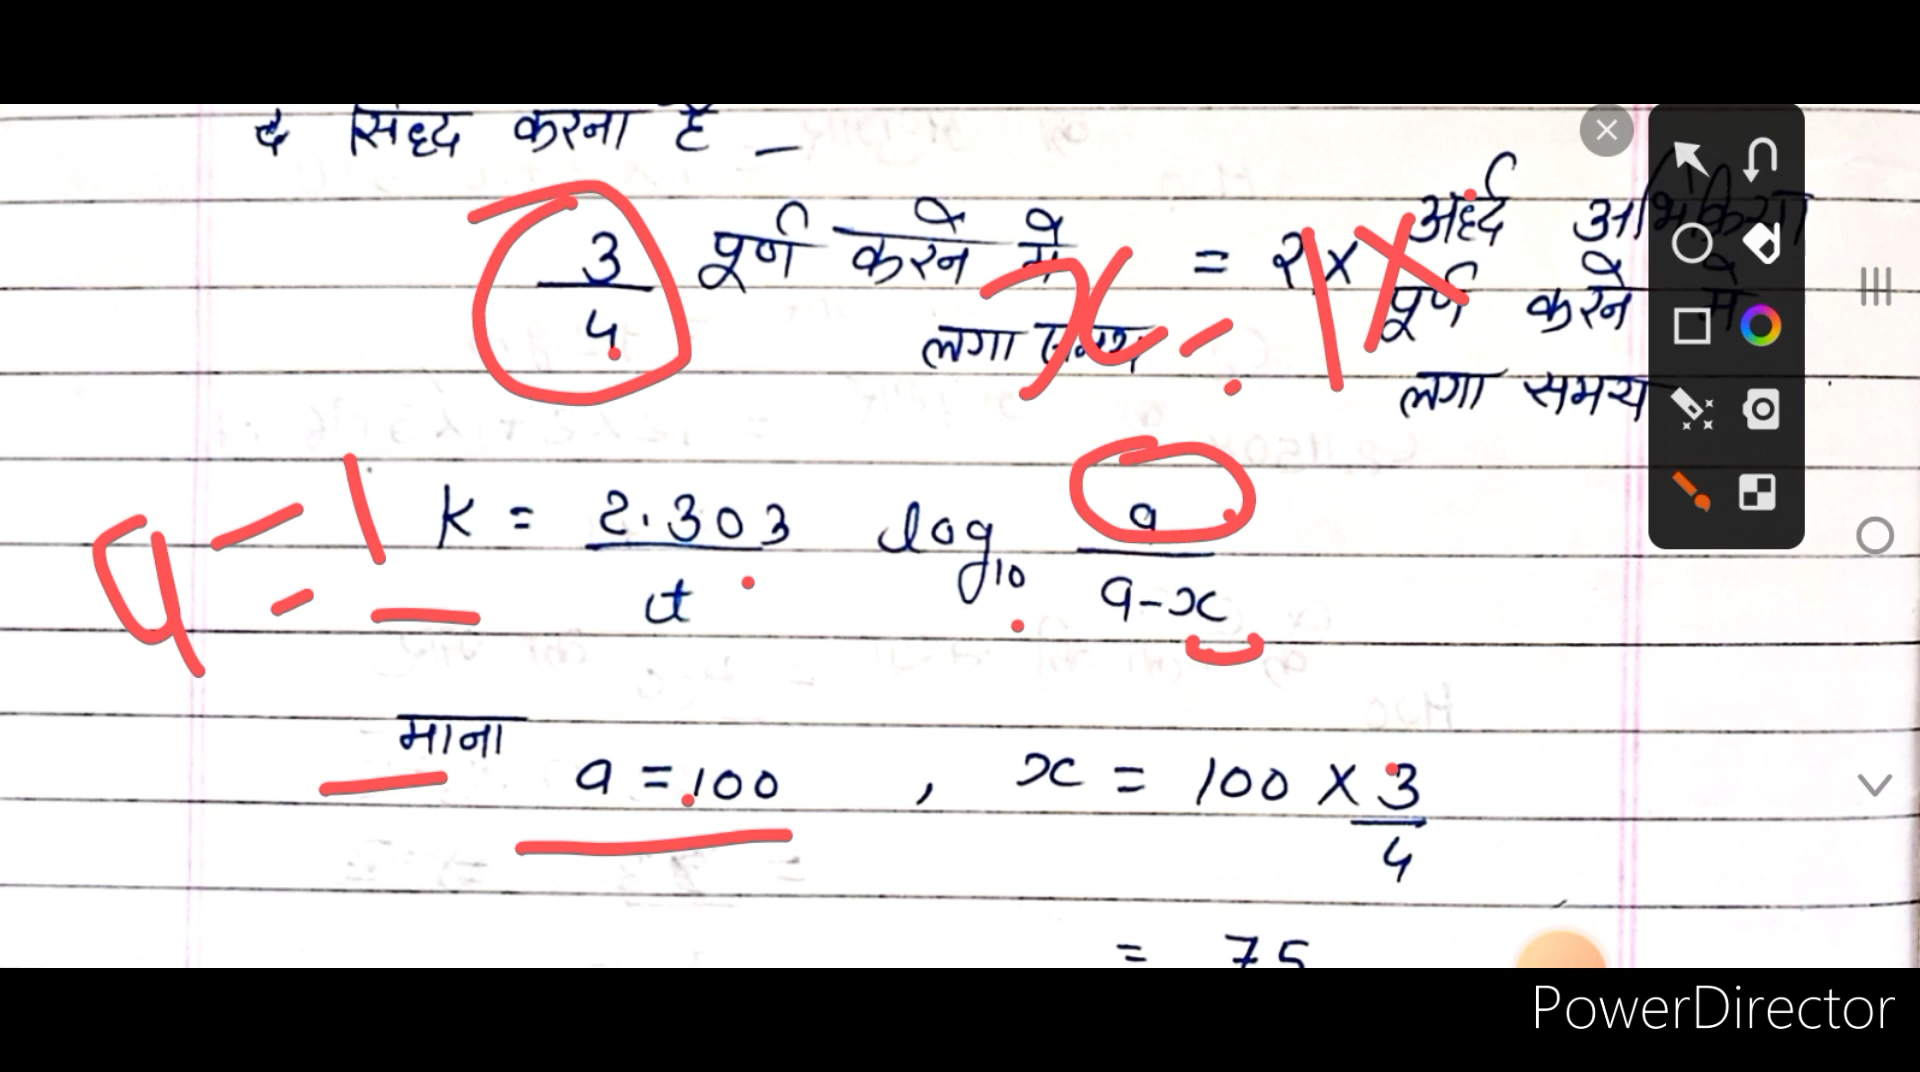 सिध्द करना है -
3/4 पूर्ण करने मे = 2 x अर्ध्द अभिक्रिया
लगा समय पूर्ण करने मे
लगा समय
K = 2.303/t log10 a/a-x
माना a = 100 , x = 100 X 3/4
= 75
PowerDirector